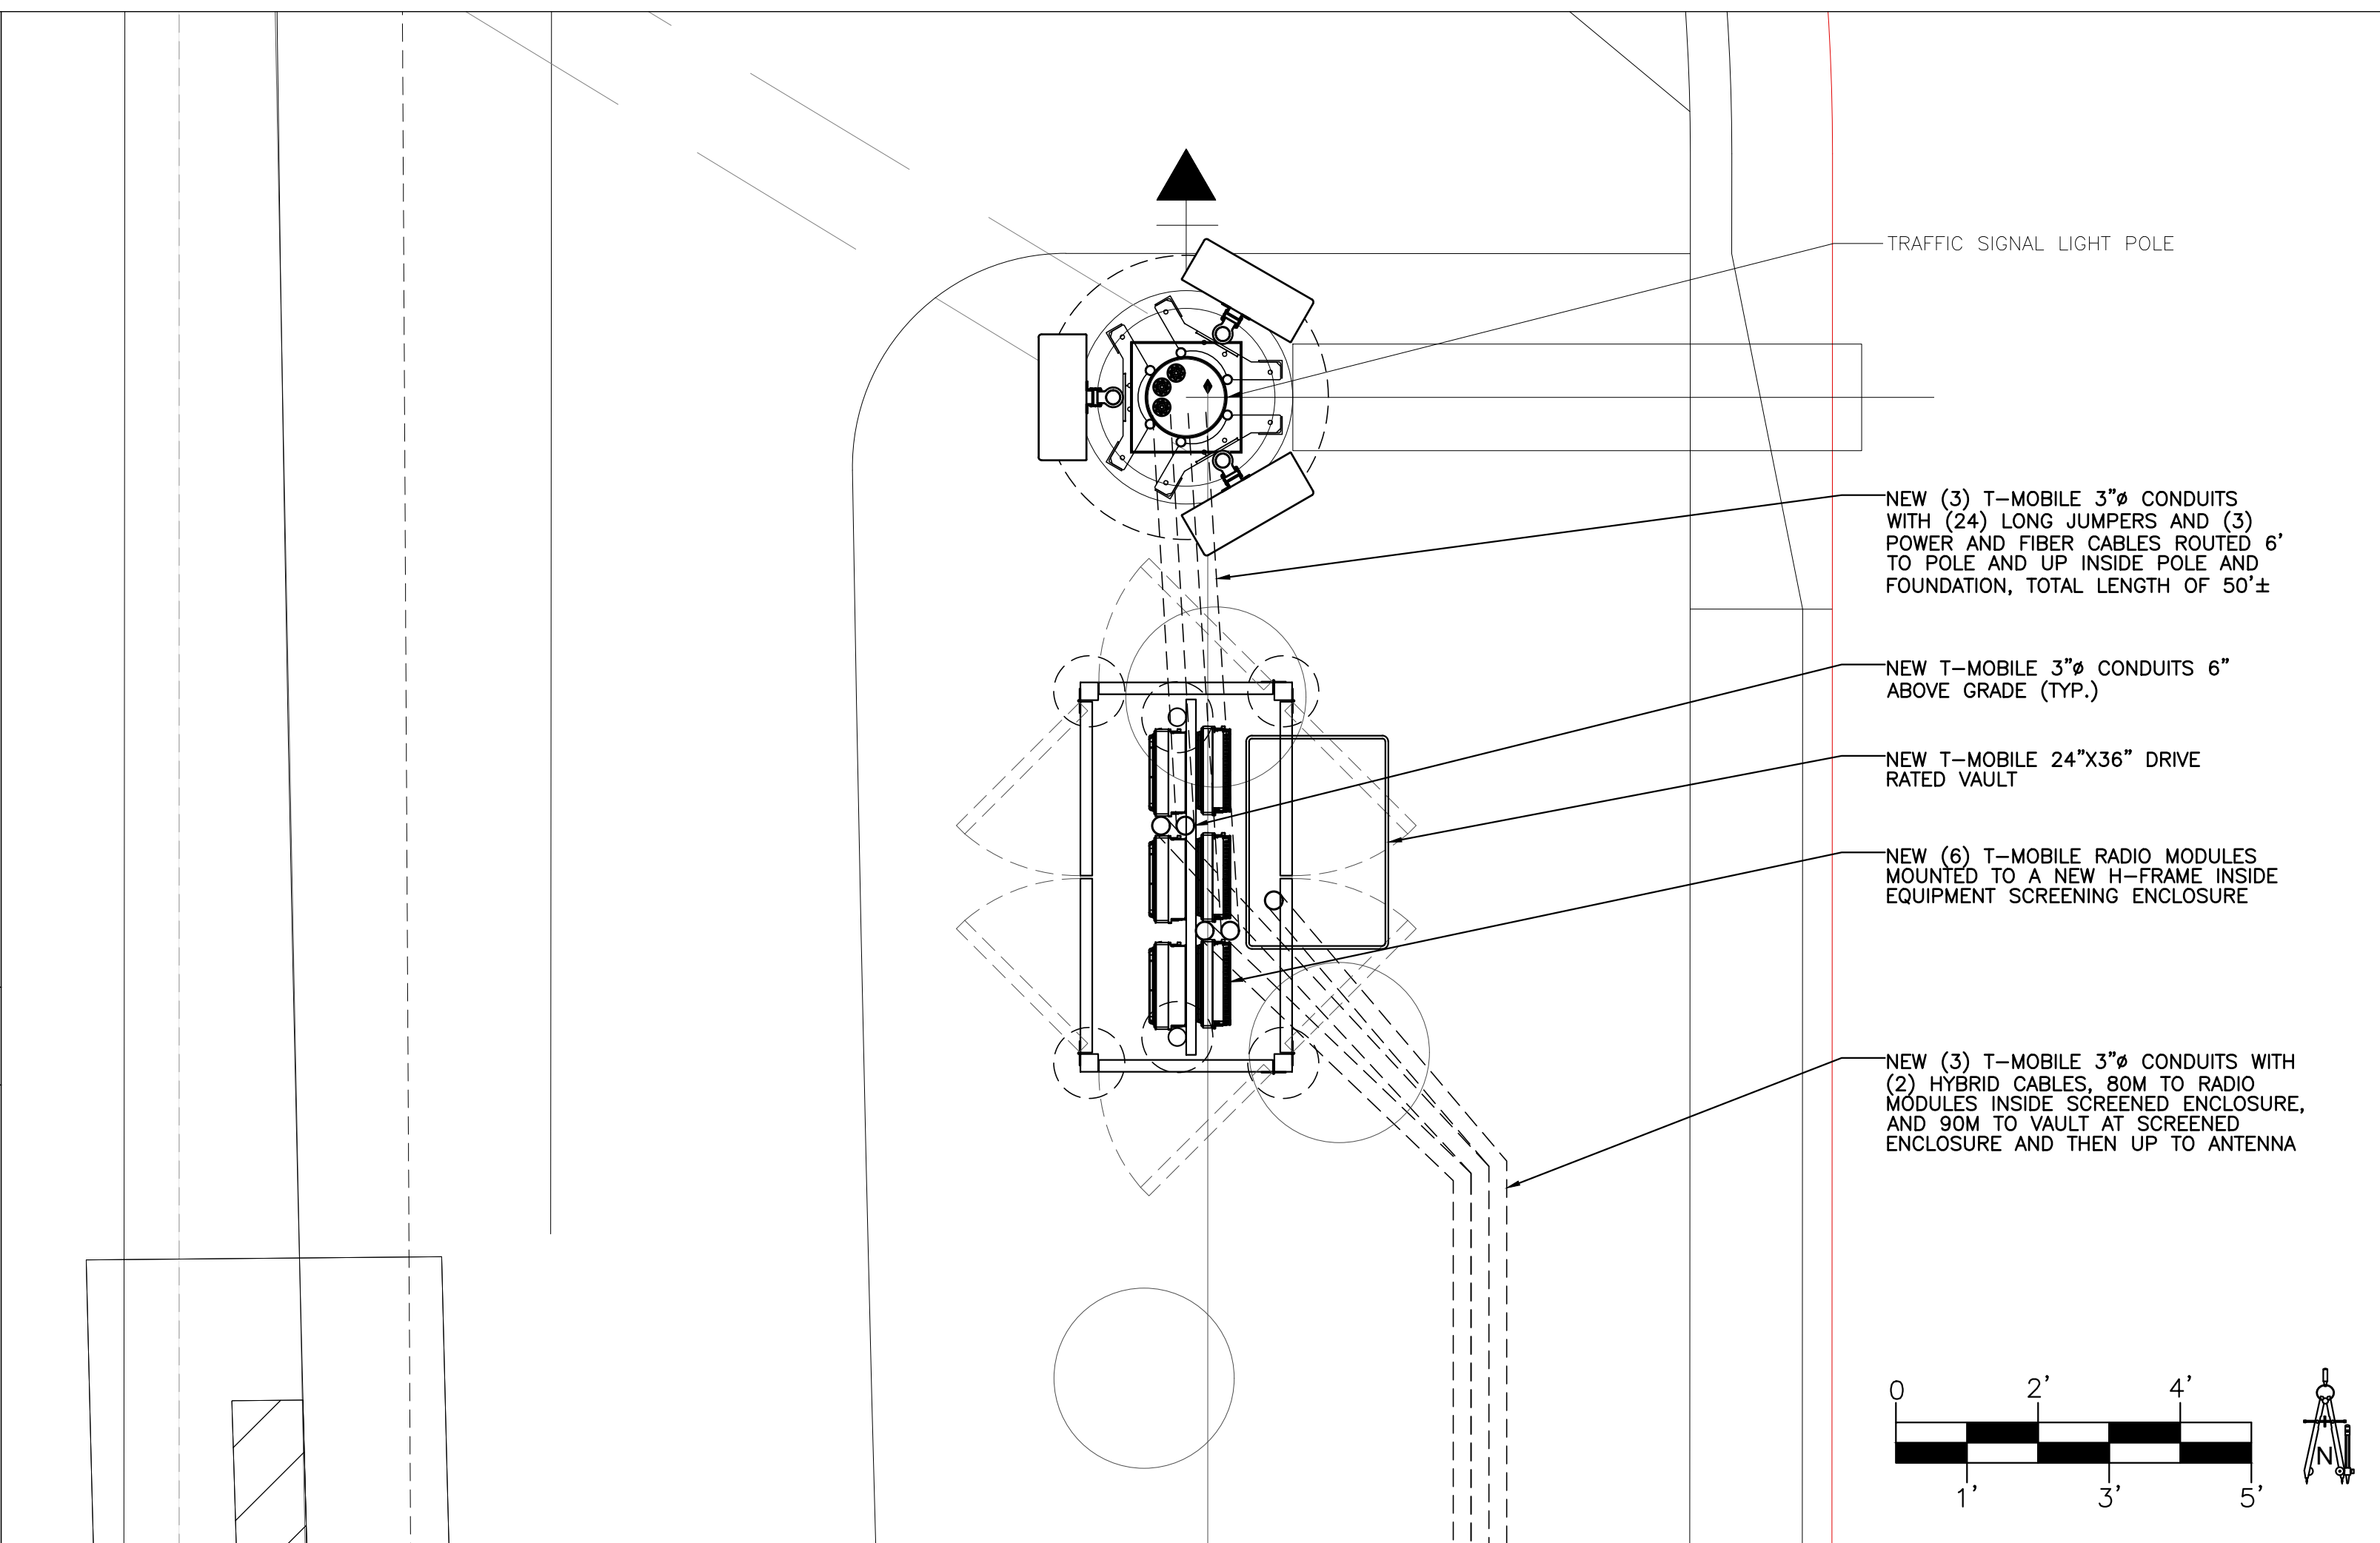 TRAFFIC SIGNAL LIGHT POLE
NEW (3) T-MOBILE 3"ø CONDUITS
WITH (24) LONG JUMPERS AND (3)
POWER AND FIBER CABLES ROUTED 6'
TO POLE AND UP INSIDE POLE AND
FOUNDATION, TOTAL LENGTH OF 50'±
NEW T-MOBILE 3"ø CONDUITS 6"
ABOVE GRADE (TYP.)
NEW T-MOBILE 24"X36" DRIVE
RATED VAULT
NEW (6) T-MOBILE RADIO MODULES
MOUNTED TO A NEW H-FRAME INSIDE
EQUIPMENT SCREENING ENCLOSURE
NEW (3) T-MOBILE 3"ø CONDUITS WITH
(2) HYBRID CABLES, 80M TO RADIO
MODULES INSIDE SCREENED ENCLOSURE,
AND 90M TO VAULT AT SCREENED
ENCLOSURE AND THEN UP TO ANTENNA
0 2' 4'
1' 3' 5'
N